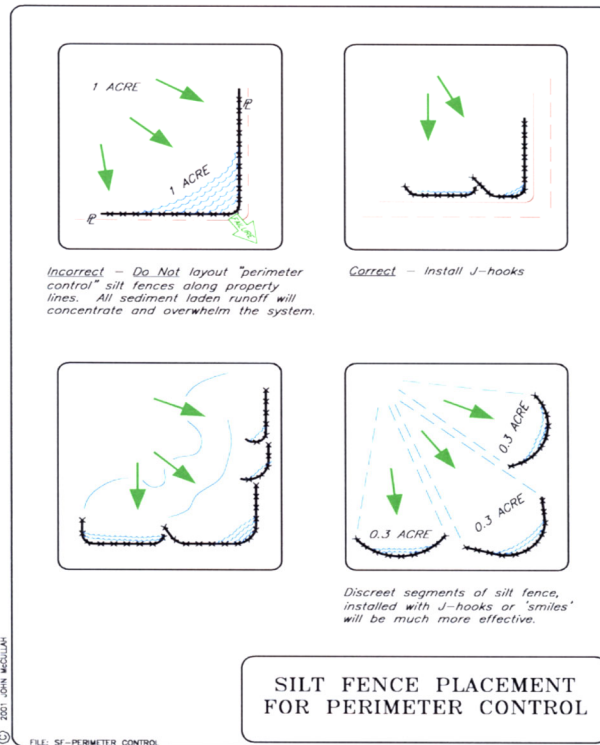 1 ACRE
PL
1 ACRE
PL
FAILURE
Incorrect – Do Not layout "perimeter
control" silt fences along property
lines. All sediment laden runoff will
concentrate and overwhelm the system.
Correct – Install J-hooks
0.3 ACRE
0.3 ACRE
0.3 ACRE
Discreet segments of silt fence,
installed with J-hooks or 'smiles'
will be much more effective.
SILT FENCE PLACEMENT
FOR PERIMETER CONTROL
© 2001 JOHN McCULLAH
FILE: SF-PERIMETER CONTROL